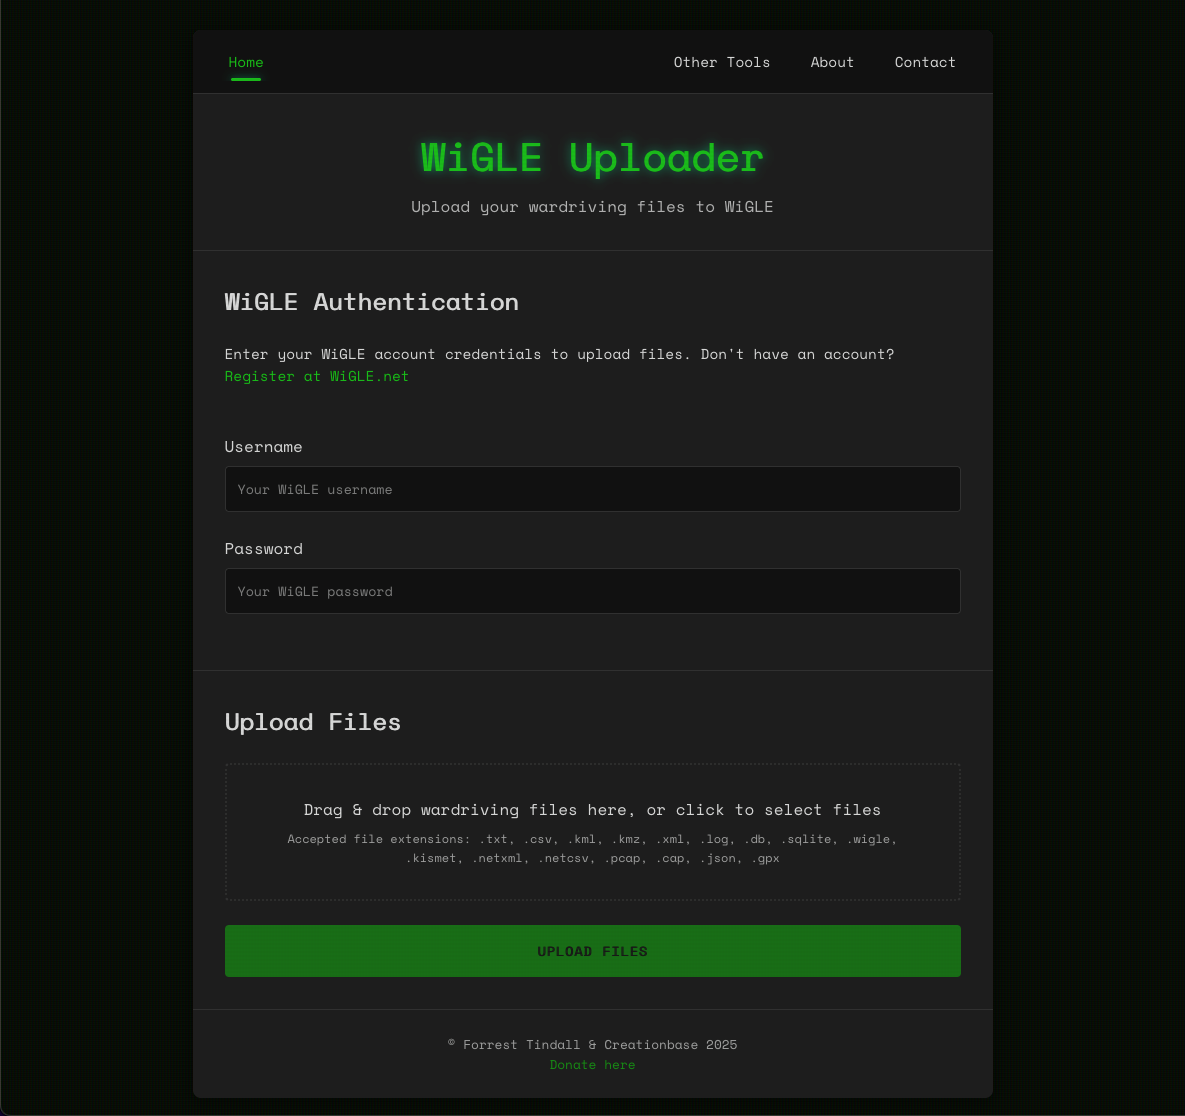 Home
Other Tools
About
Contact
WiGLE Uploader
Upload your wardriving files to WiGLE
WiGLE Authentication
Enter your WiGLE account credentials to upload files. Don't have an account?
Register at WiGLE.net
Username
Your WiGLE username
Password
Your WiGLE password
Upload Files
Drag & drop wardriving files here, or click to select files
Accepted file extensions: .txt, .csv, .kml, .kmz, .xml, .log, .db, .sqlite, .wigle,
.kismet, .netxml, .netcsv, .pcap, .cap, .json, .gpx
UPLOAD FILES
© Forrest Tindall & Creationbase 2025
Donate here